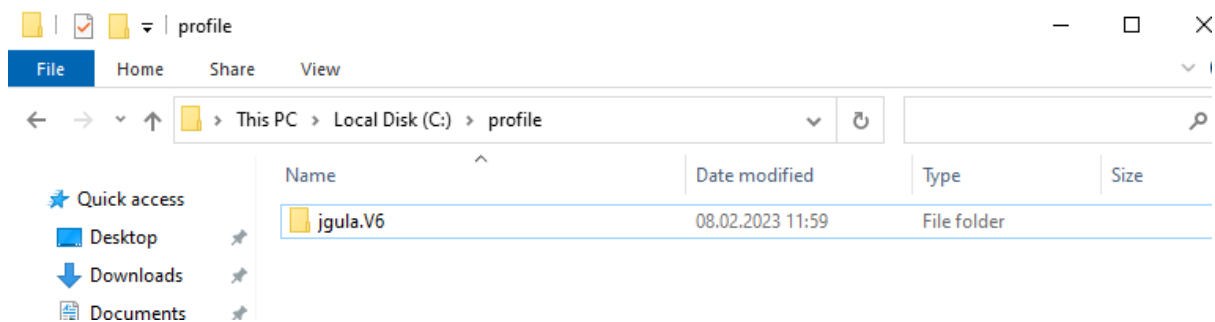 profile
File Home Share View
This PC Local Disk (C:) profile
Name Date modified Type Size
Quick access
jgula.V6 08.02.2023 11:59 File folder
Desktop
Downloads
Documents